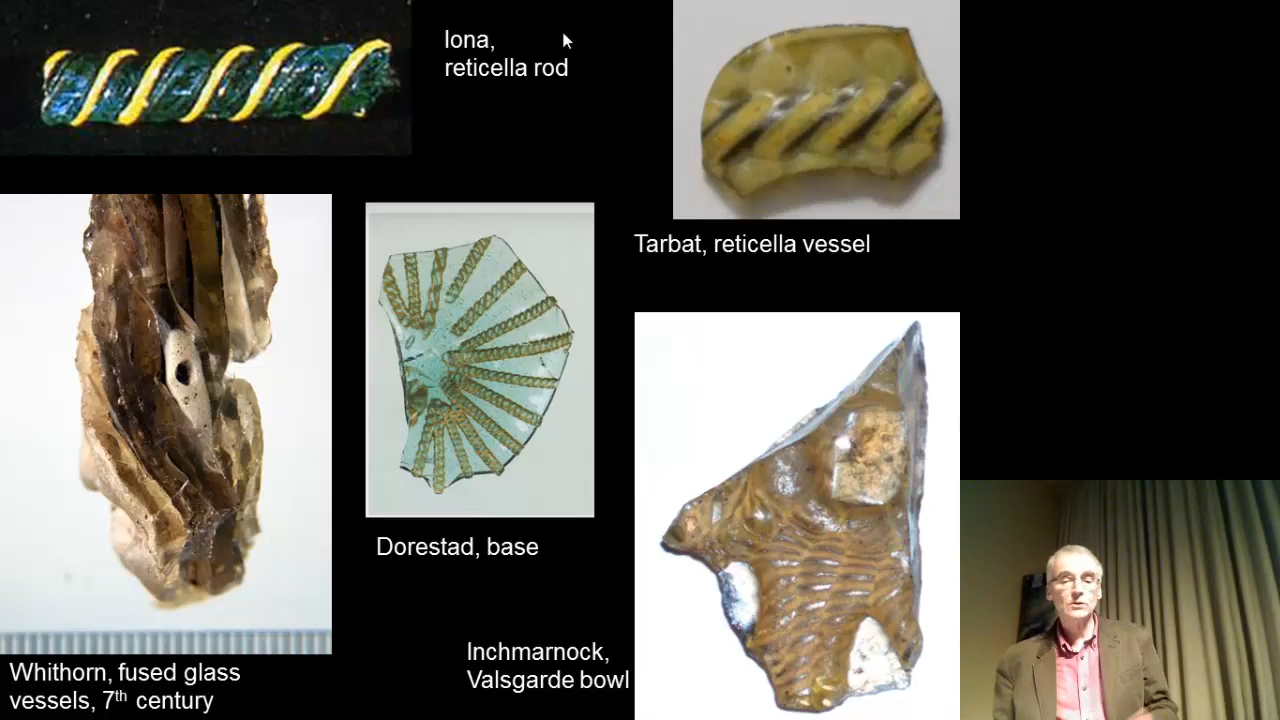 Iona,
reticella rod
Tarbat, reticella vessel
Dorestad, base
Inchmarnock,
Valsgarde bowl
Whithorn, fused glass
vessels, 7th century